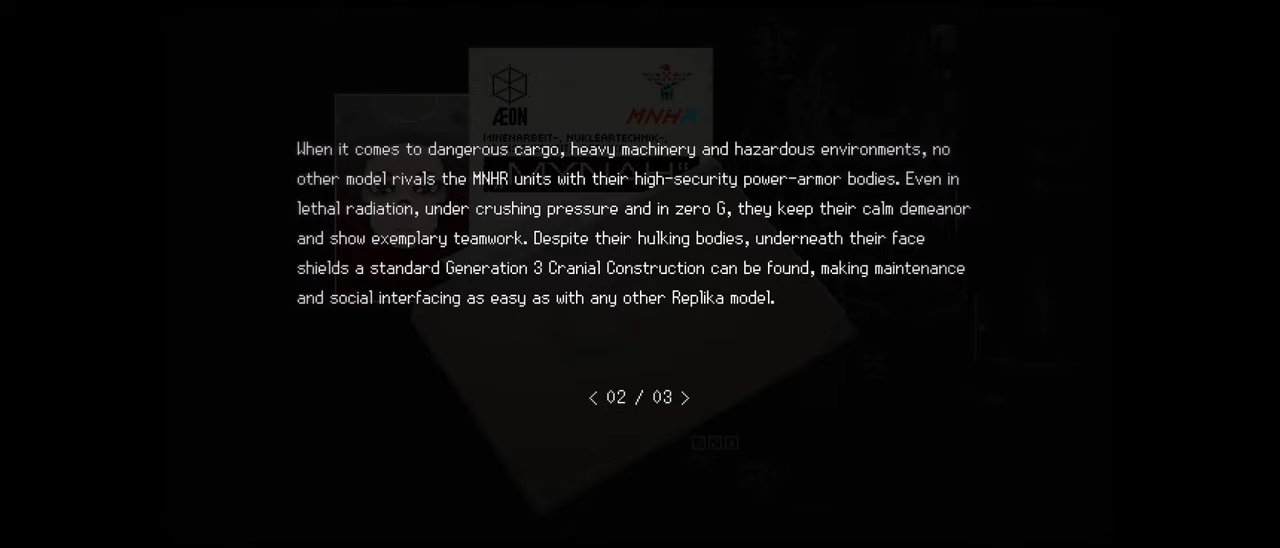 ÆON
MNHR
MINENARBEIT-, NUKLEARTECHNIK-,
"MYNAH"
When it comes to dangerous cargo, heavy machinery and hazardous environments, no
other model rivals the MNHR units with their high-security power-armor bodies. Even in
lethal radiation, under crushing pressure and in zero G, they keep their calm demeanor
and show exemplary teamwork. Despite their hulking bodies, underneath their face
shields a standard Generation 3 Cranial Construction can be found, making maintenance
and social interfacing as easy as with any other Replika model.
< 02 / 03 >